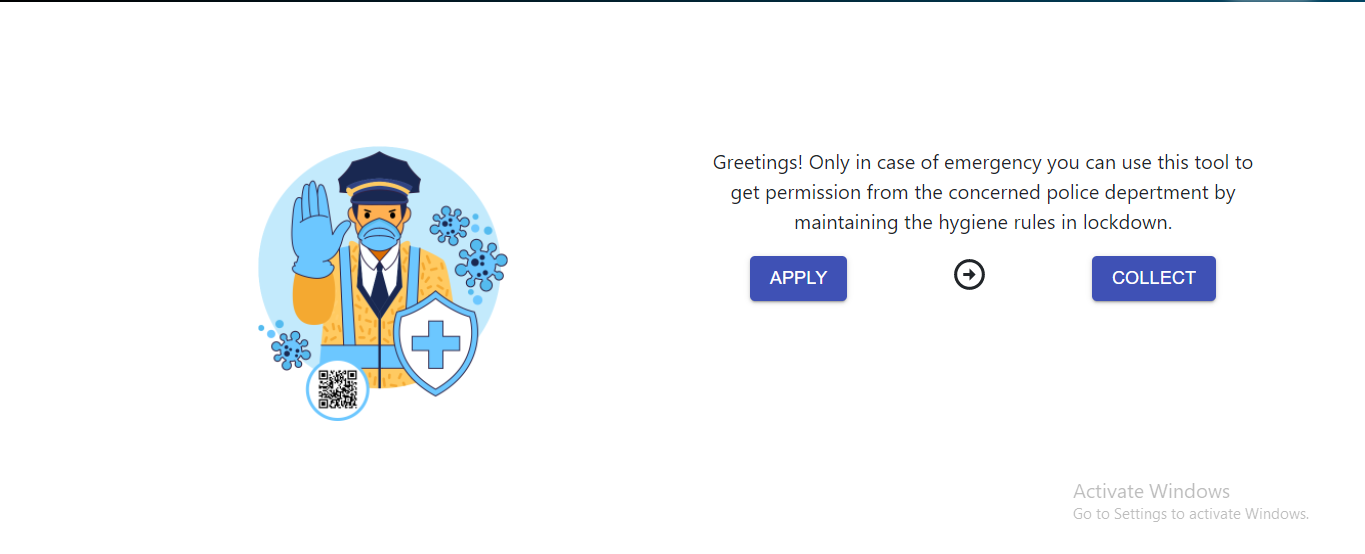 Greetings! Only in case of emergency you can use this tool to
get permission from the concerned police depertment by
maintaining the hygiene rules in lockdown.
APPLY
COLLECT
Activate Windows
Go to Settings to activate Windows.